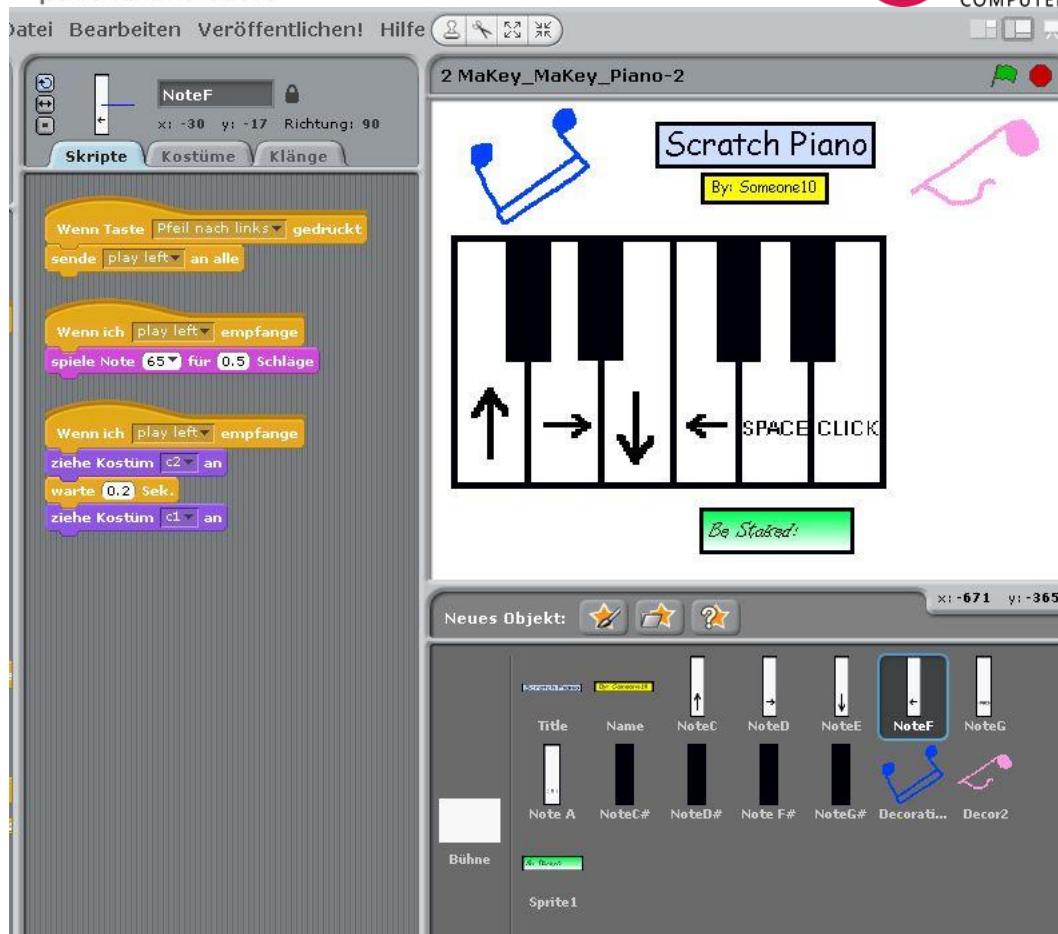 COMPUTER
Datei Bearbeiten Veröffentlichen! Hilfe
NoteF
x: -30 y: -17 Richtung: 90
Skripte Kostüme Klänge
Wenn Taste Pfeil nach links gedrückt
sende play left an alle
Wenn ich play left empfange
spiele Note 65 für 0.5 Schläge
Wenn ich play left empfange
ziehe Kostüm c2 an
warte 0.2 Sek.
ziehe Kostüm c1 an
2 MaKey_MaKey_Piano-2
Scratch Piano
By: Someone10
SPACE CLICK
Be Staked!
x: -671 y: -365
Neues Objekt:
Scratch Piano By: Someone10
Title Name NoteC NoteD NoteE NoteF NoteG
Note A NoteC# NoteD# Note F# NoteG# Decorati... Decor2
Bühne
Sprite1